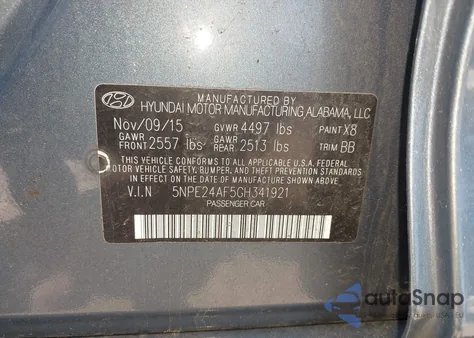 MANUFACTURED BY
HYUNDAI MOTOR MANUFACTURING ALABAMA, LLC
Nov/09/15 GVWR 4497 lbs PAINT X8
GAWR FRONT 2557 lbs GAWR REAR 2513 lbs TRIM BB
THIS VEHICLE CONFORMS TO ALL APPLICABLE U.S.
FEDERAL MOTOR VEHICLE SAFETY, BUMPER, AND THEFT PREVENTION STANDARDS
IN EFFECT ON THE DATE OF MANUFACTURE SHOWN ABOVE.
V.I.N 5NPE24AF5GH341921
PASSENGER CAR
autoSnap